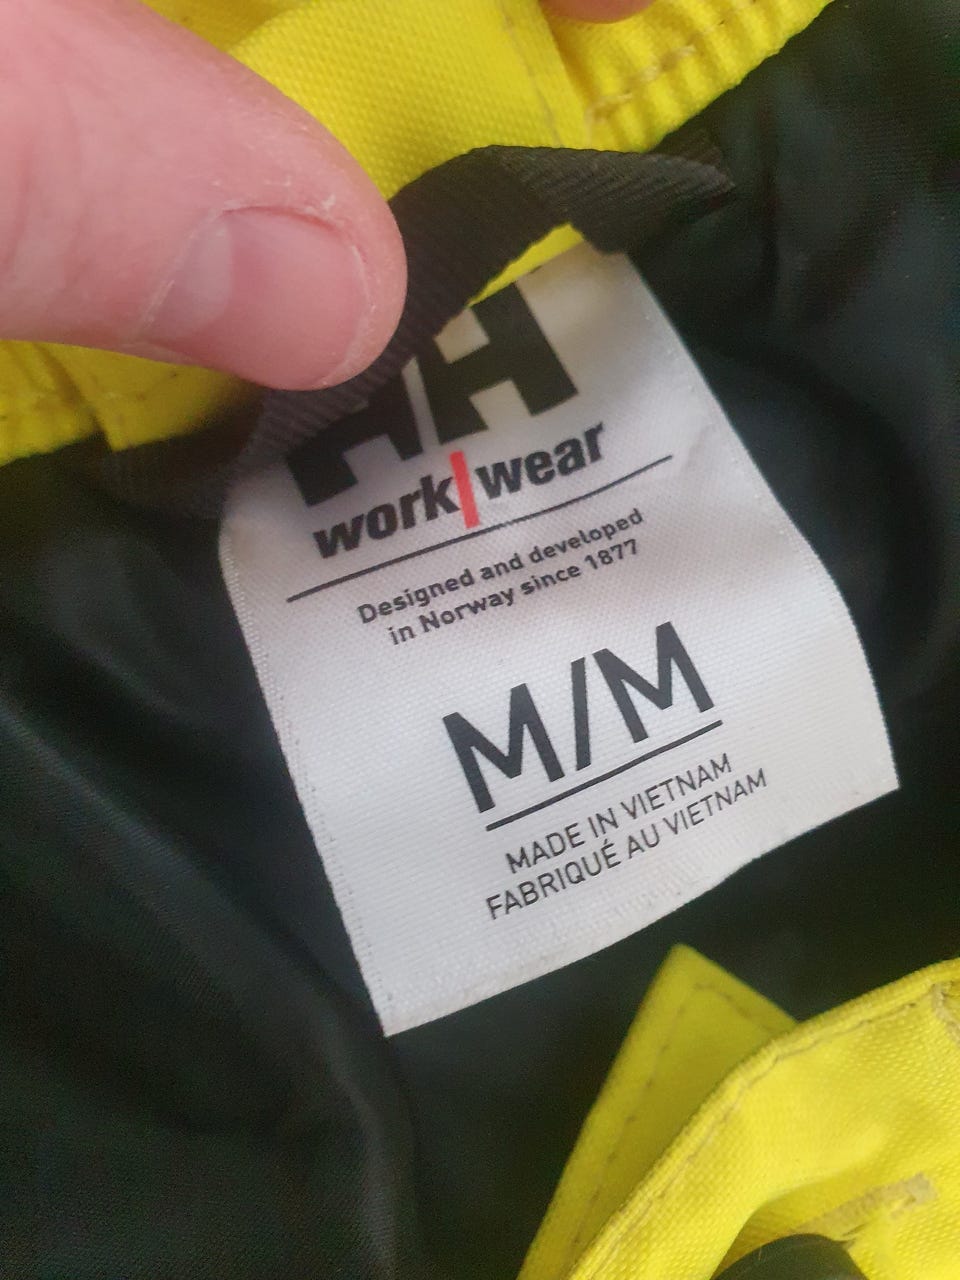 HH
work|wear
Designed and developed
in Norway since 1877
M/M
MADE IN VIETNAM
FABRIQUÉ AU VIETNAM